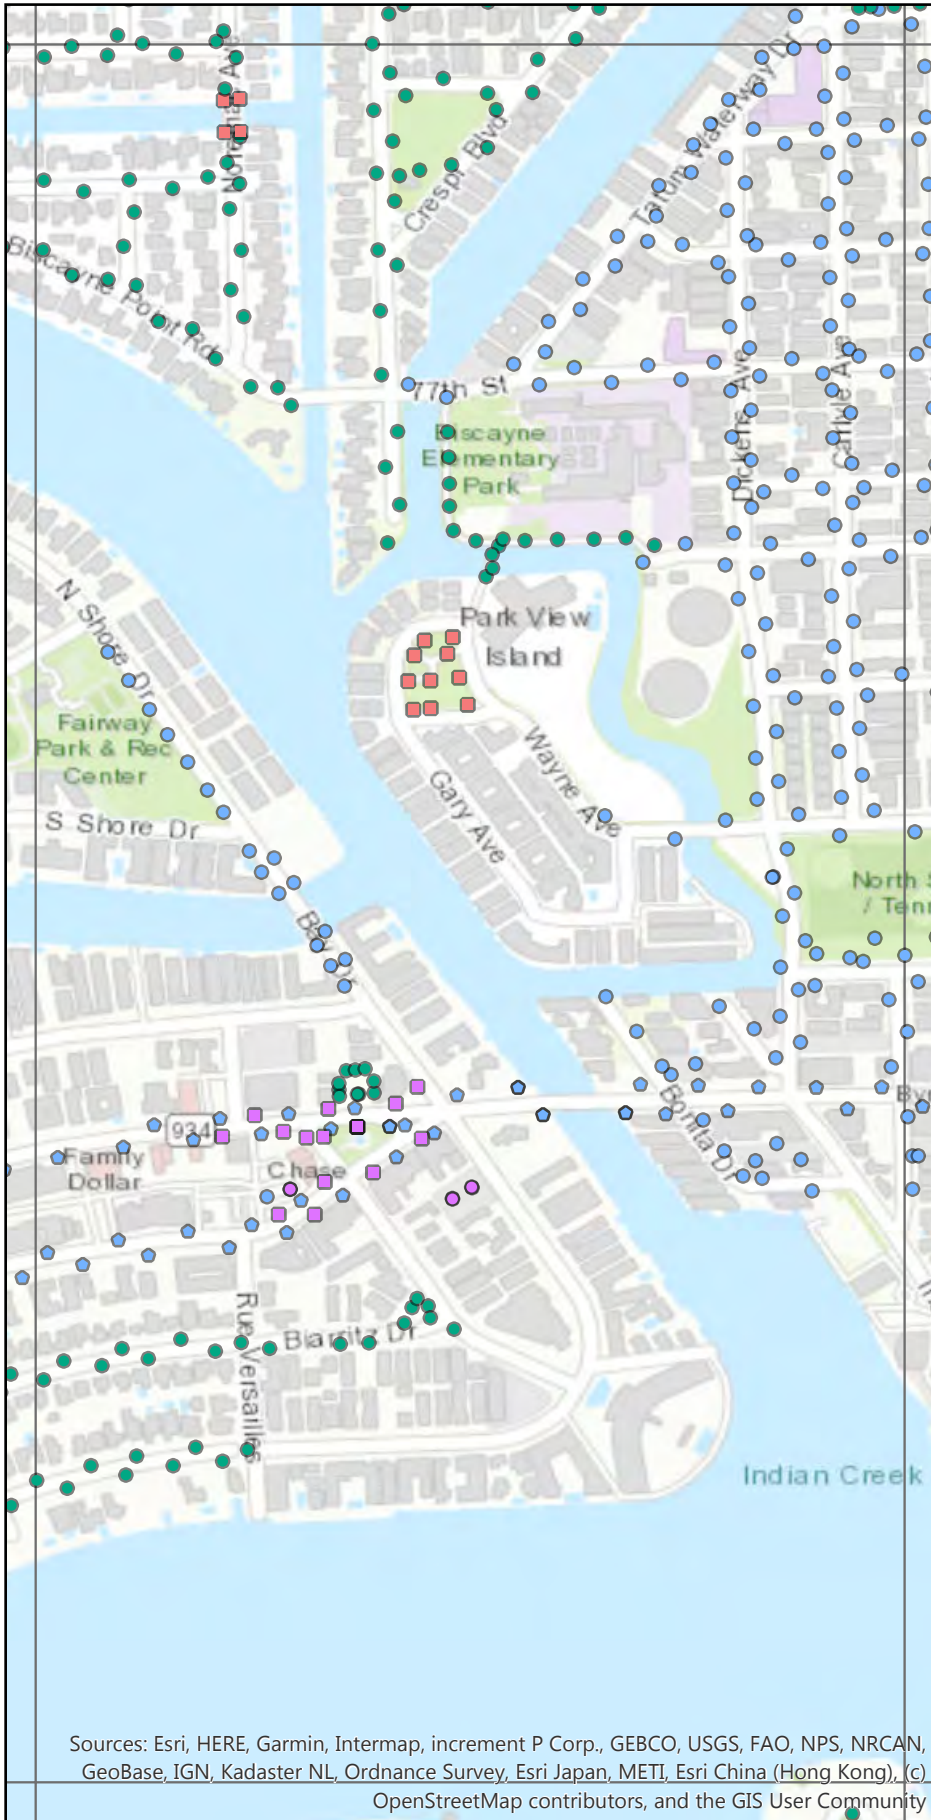 Crespi Blvd
Tatum Waterway Dr
Biscayne Point Rd
77th St
Dickens Ave
Carlyle Ave
Biscayne
Elementary
Park
N Shore Dr
Park View
Island
Fairway
Park & Rec
Center
Wayne Ave
Gary Ave
S Shore Dr
North
/ Tenn
Bay Dr
Bonita Dr
934
Family
Dollar
Chase
Rue Versailles
Biarritz Dr
Indian Creek
Sources: Esri, HERE, Garmin, Intermap, increment P Corp., GEBCO, USGS, FAO, NPS, NRCAN,
GeoBase, IGN, Kadaster NL, Ordnance Survey, Esri Japan, METI, Esri China (Hong Kong), (c)
OpenStreetMap contributors, and the GIS User Community